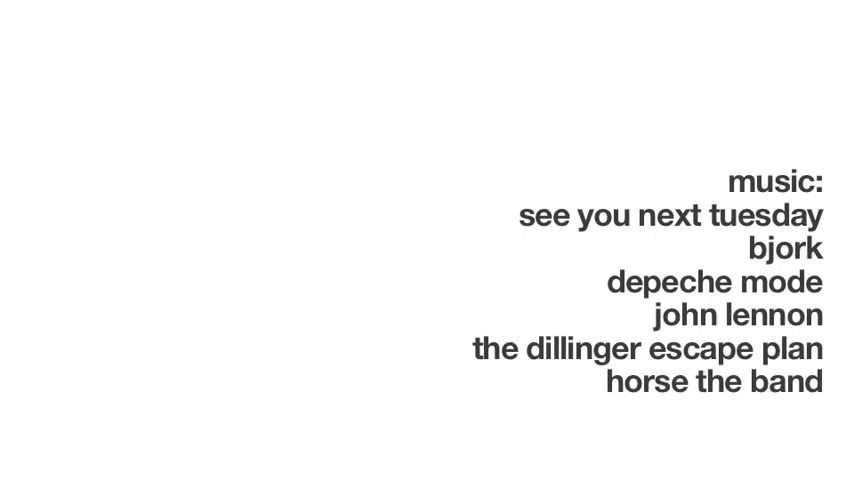 music:
see you next tuesday
bjork
depeche mode
john lennon
the dillinger escape plan
horse the band